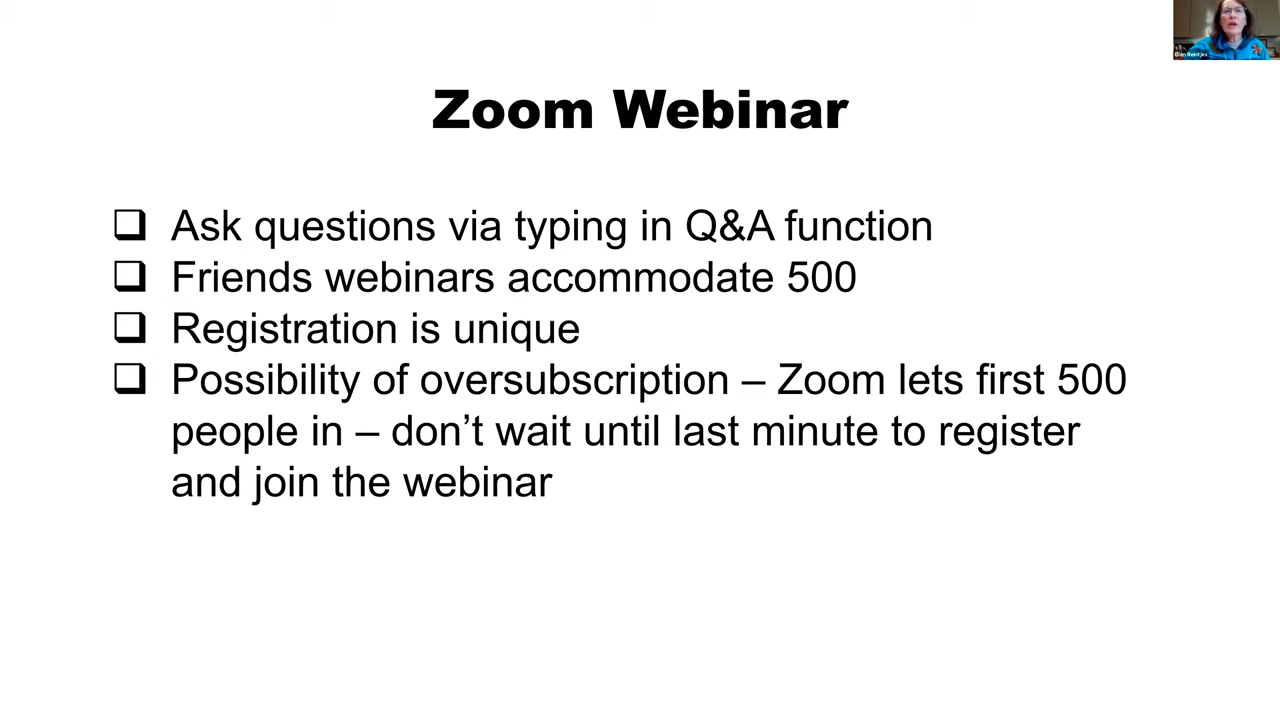 Zoom Webinar
Ask questions via typing in Q&A function
Friends webinars accommodate 500
Registration is unique
Possibility of oversubscription – Zoom lets first 500
people in – don’t wait until last minute to register
and join the webinar